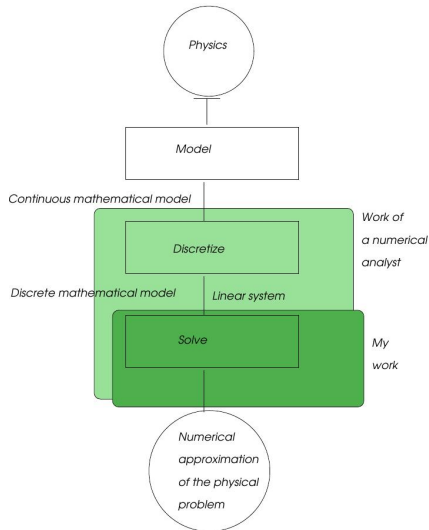 Physics
Model
Continuous mathematical model
Work of
a numerical
analyst
Discretize
Discrete mathematical model
Linear system
Solve
My
work
Numerical
approximation
of the physical
problem